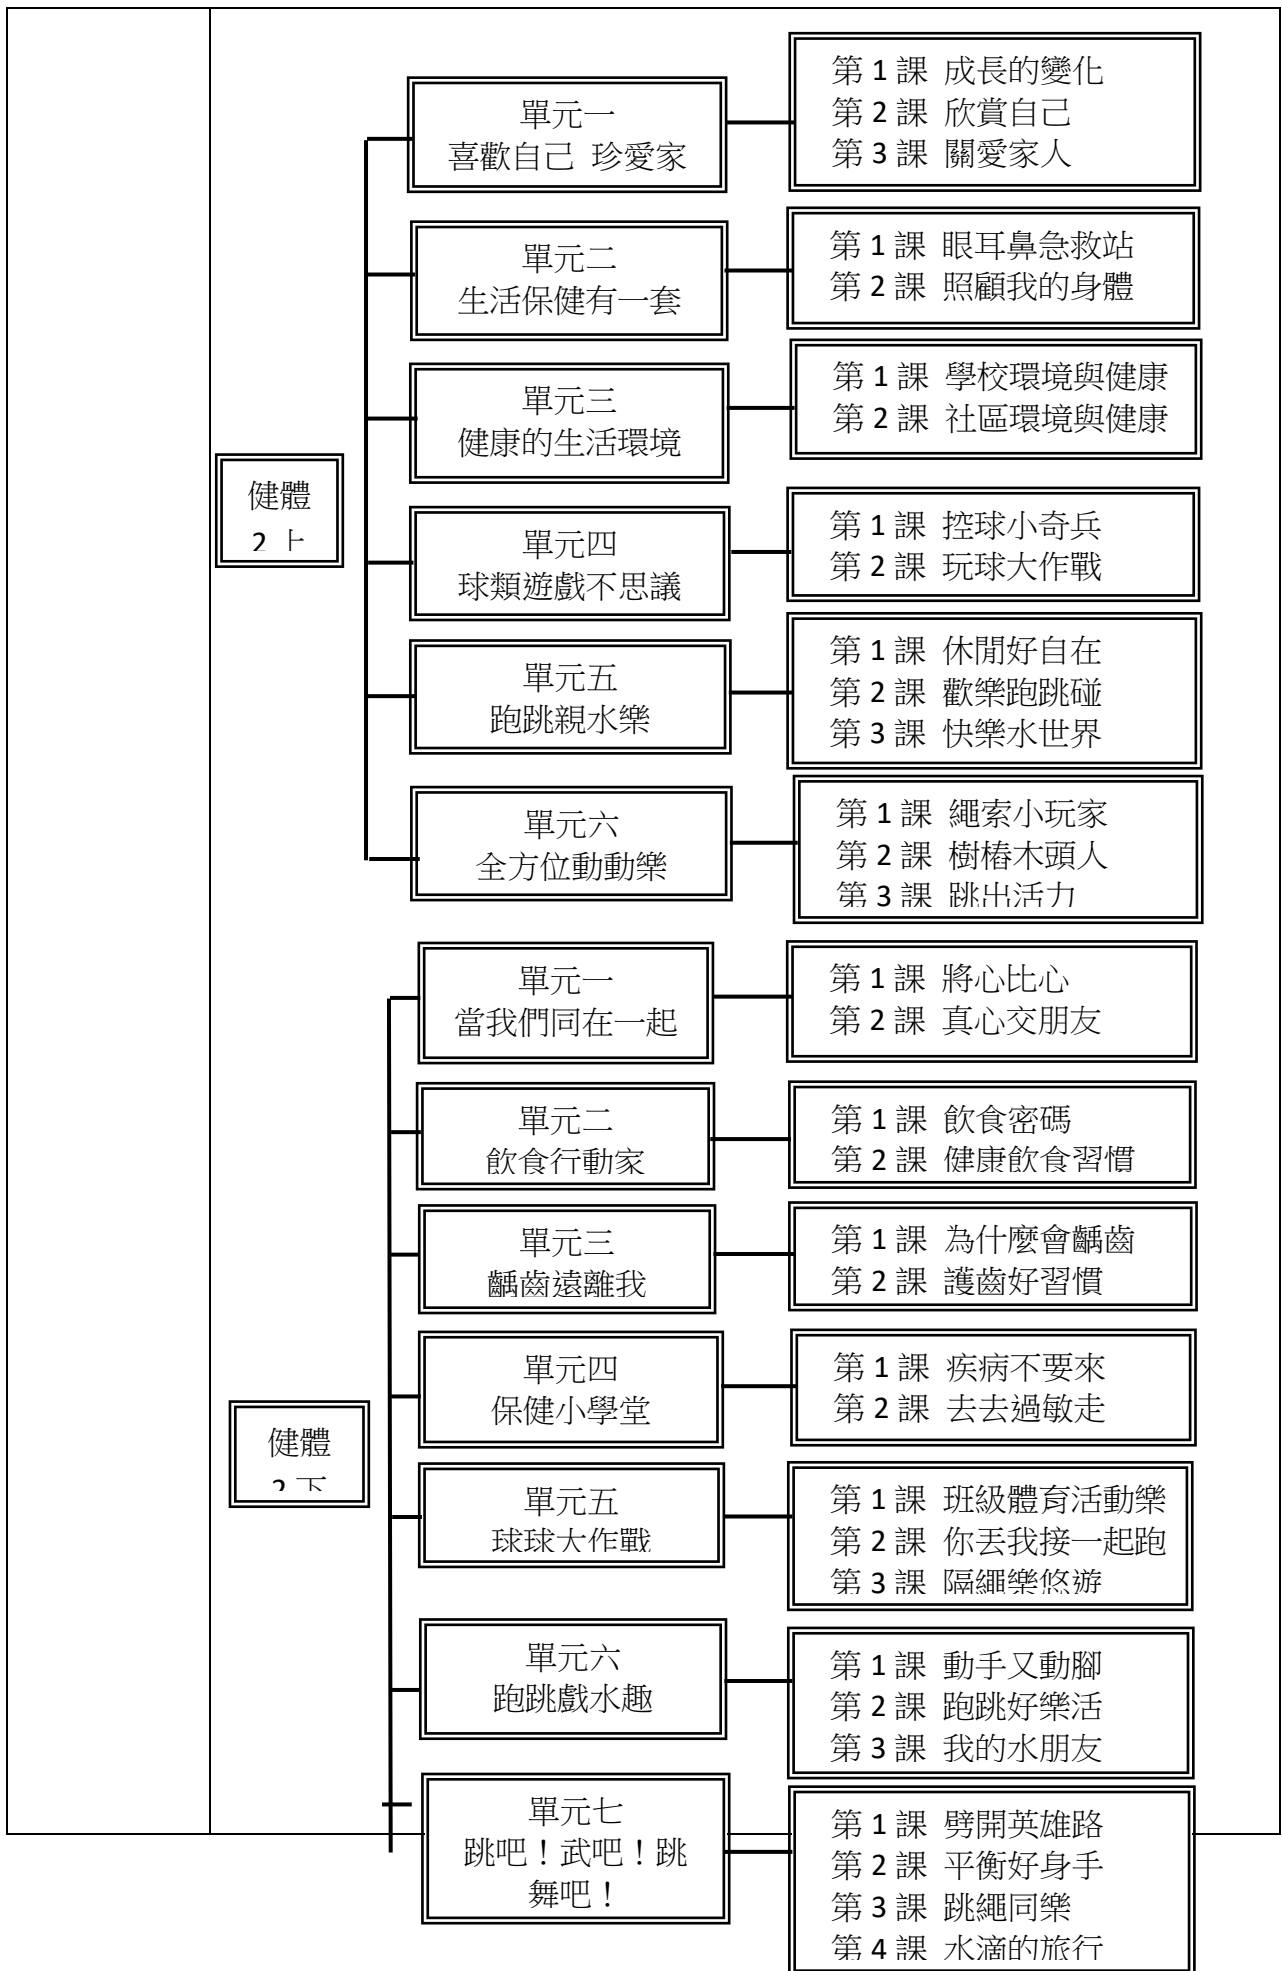 健體
2 上
單元一
喜歡自己 珍愛家
第 1 課 成長的變化
第 2 課 欣賞自己
第 3 課 關愛家人
單元二
生活保健有一套
第 1 課 眼耳鼻急救站
第 2 課 照顧我的身體
單元三
健康的生活環境
第 1 課 學校環境與健康
第 2 課 社區環境與健康
單元四
球類遊戲不思議
第 1 課 控球小奇兵
第 2 課 玩球大作戰
單元五
跑跳親水樂
第 1 課 休閒好自在
第 2 課 歡樂跑跳碰
第 3 課 快樂水世界
單元六
全方位動動樂
第 1 課 繩索小玩家
第 2 課 樹樁木頭人
第 3 課 跳出活力
健體
2 下
單元一
當我們同在一起
第 1 課 將心比心
第 2 課 真心交朋友
單元二
飲食行動家
第 1 課 飲食密碼
第 2 課 健康飲食習慣
單元三
齲齒遠離我
第 1 課 為什麼會齲齒
第 2 課 護齒好習慣
單元四
保健小學堂
第 1 課 疾病不要來
第 2 課 去去過敏走
單元五
球球大作戰
第 1 課 班級體育活動樂
第 2 課 你丟我接一起跑
第 3 課 隔繩樂悠遊
單元六
跑跳戲水趣
第 1 課 動手又動腳
第 2 課 跑跳好樂活
第 3 課 我的水朋友
單元七
跳吧！武吧！跳
舞吧！
第 1 課 劈開英雄路
第 2 課 平衡好身手
第 3 課 跳繩同樂
第 4 課 水滴的旅行